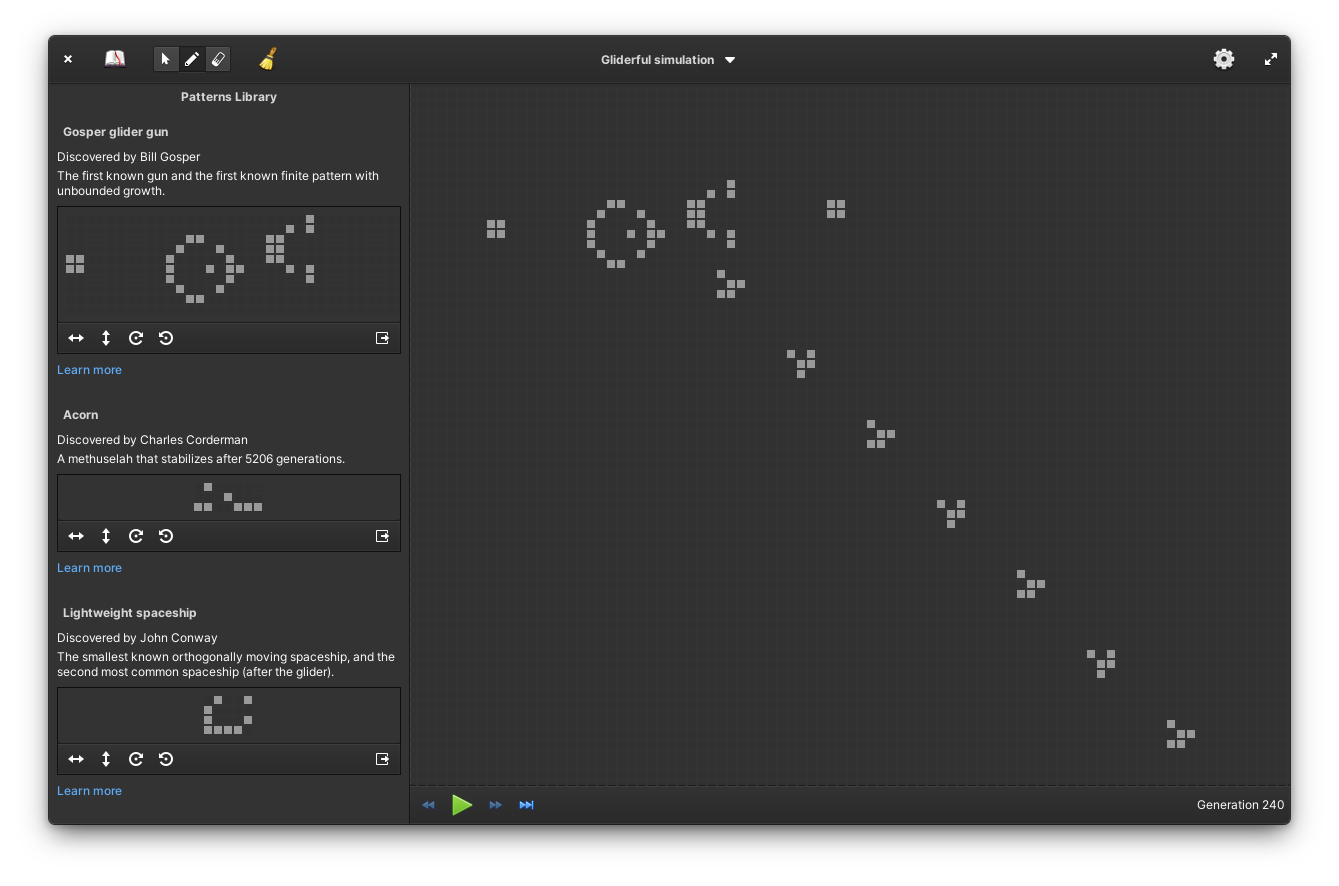 Gliderful simulation
Patterns Library
Gosper glider gun
Discovered by Bill Gosper
The first known gun and the first known finite pattern with
unbounded growth.
Learn more
Acorn
Discovered by Charles Corderman
A methuselah that stabilizes after 5206 generations.
Learn more
Lightweight spaceship
Discovered by John Conway
The smallest known orthogonally moving spaceship, and the
second most common spaceship (after the glider).
Learn more
Generation 240